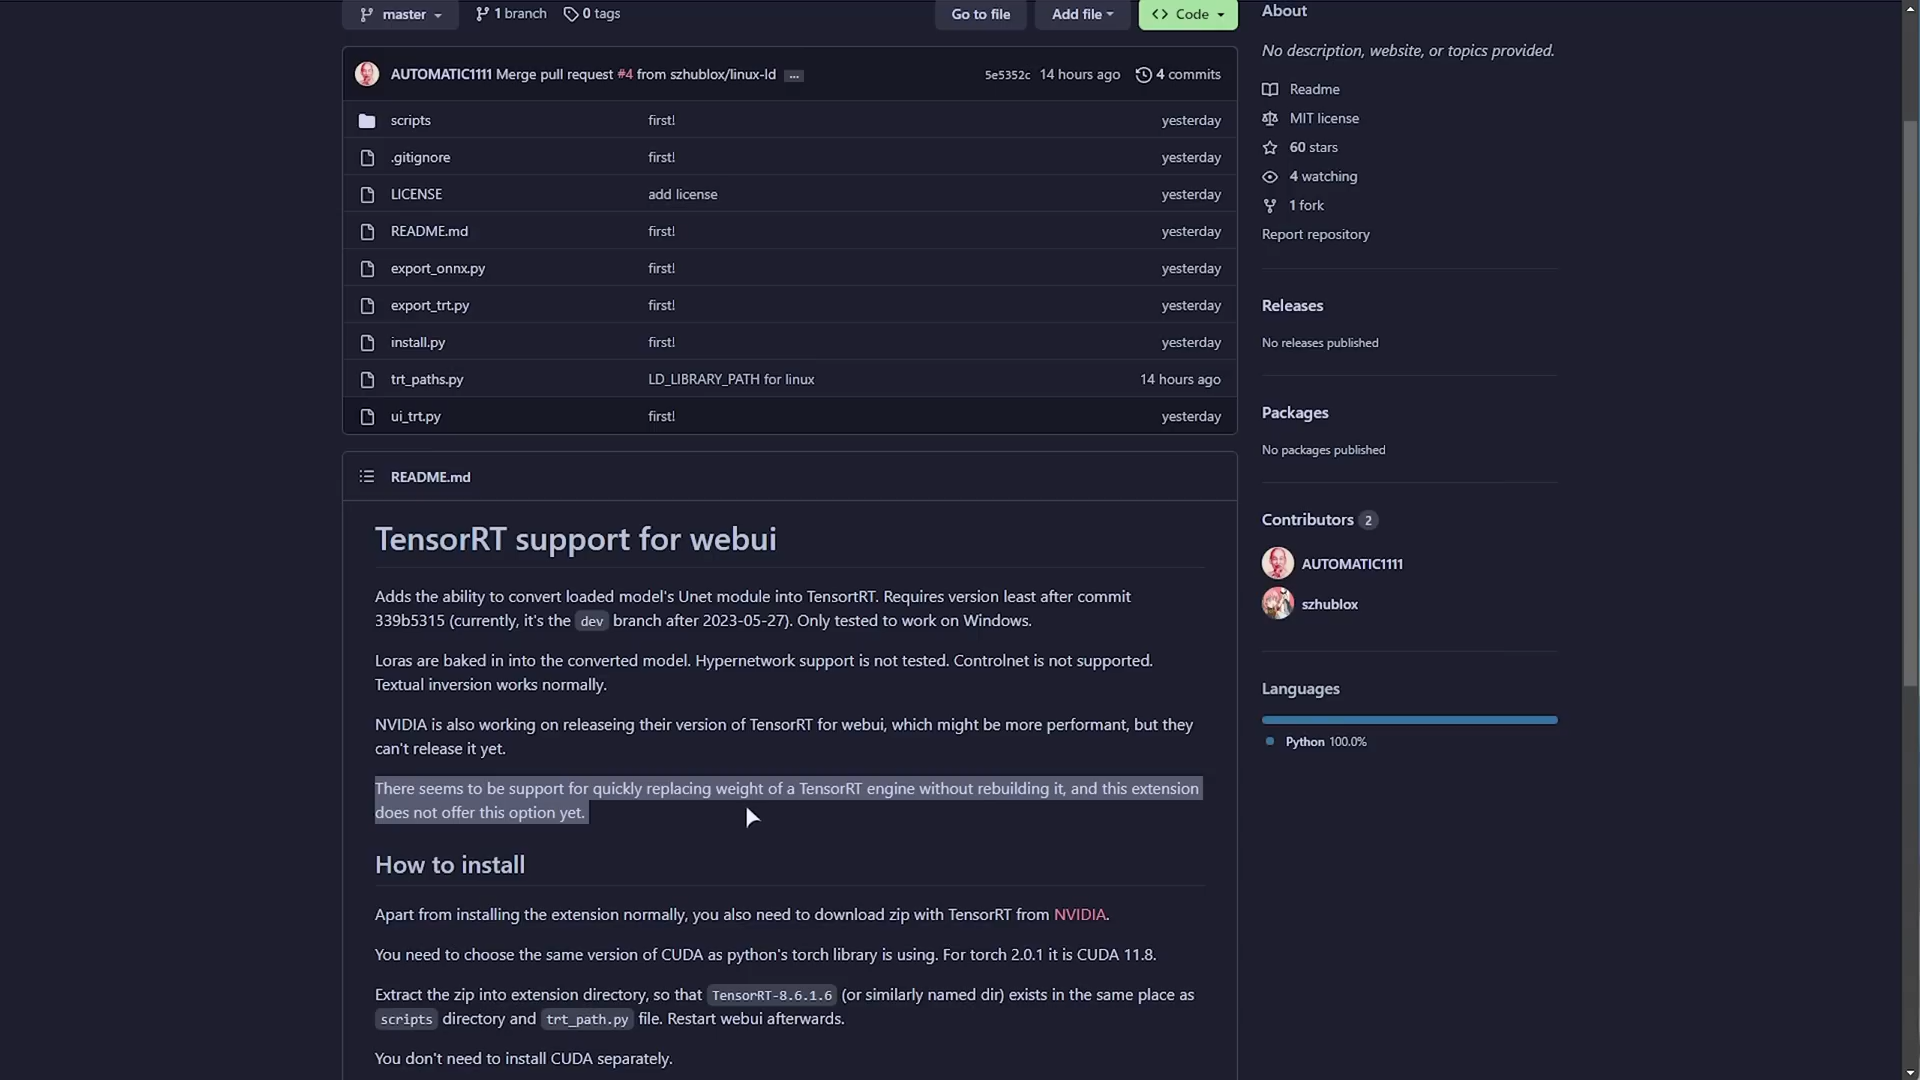 master
1 branch
0 tags
Go to file
Add file
<> Code
AUTOMATIC1111 Merge pull request #4 from szhublox/linux-ld ...
5e5352c 14 hours ago 4 commits
scripts first! yesterday
.gitignore first! yesterday
LICENSE add license yesterday
README.md first! yesterday
export_onnx.py first! yesterday
export_trt.py first! yesterday
install.py first! yesterday
trt_paths.py LD_LIBRARY_PATH for linux 14 hours ago
ui_trt.py first! yesterday
README.md
TensorRT support for webui
Adds the ability to convert loaded model's Unet module into TensortRT. Requires version least after commit
339b5315 (currently, it's the dev branch after 2023-05-27). Only tested to work on Windows.
Loras are baked in into the converted model. Hypernetwork support is not tested. Controlnet is not supported.
Textual inversion works normally.
NVIDIA is also working on releaseing their version of TensorRT for webui, which might be more performant, but they
can't release it yet.
There seems to be support for quickly replacing weight of a TensorRT engine without rebuilding it, and this extension
does not offer this option yet.
How to install
Apart from installing the extension normally, you also need to download zip with TensorRT from NVIDIA.
You need to choose the same version of CUDA as python's torch library is using. For torch 2.0.1 it is CUDA 11.8.
Extract the zip into extension directory, so that TensorRT-8.6.1.6 (or similarly named dir) exists in the same place as
scripts directory and trt_path.py file. Restart webui afterwards.
You don't need to install CUDA separately.
About
No description, website, or topics provided.
Readme
MIT license
60 stars
4 watching
1 fork
Report repository
Releases
No releases published
Packages
No packages published
Contributors 2
AUTOMATIC1111
szhublox
Languages
Python 100.0%